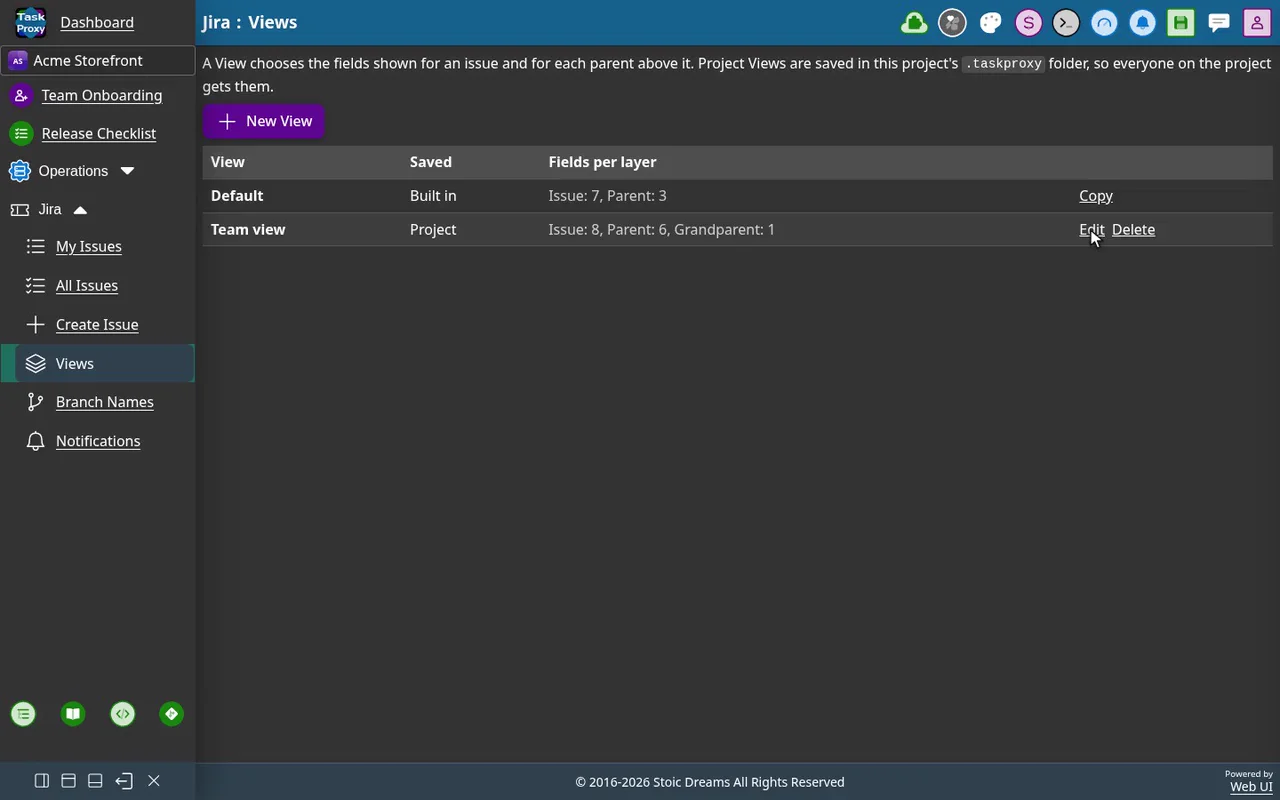 Task Proxy
Dashboard
Jira : Views
S
AS
Acme Storefront
Team Onboarding
Release Checklist
Operations
Jira
My Issues
All Issues
Create Issue
Views
Branch Names
Notifications
A View chooses the fields shown for an issue and for each parent above it. Project Views are saved in this project's .taskproxy folder, so everyone on the project
gets them.
New View
View Saved Fields per layer
Default Built in Issue: 7, Parent: 3 Copy
Team view Project Issue: 8, Parent: 6, Grandparent: 1 Edit Delete
© 2016-2026 Stoic Dreams All Rights Reserved
Powered by
Web UI